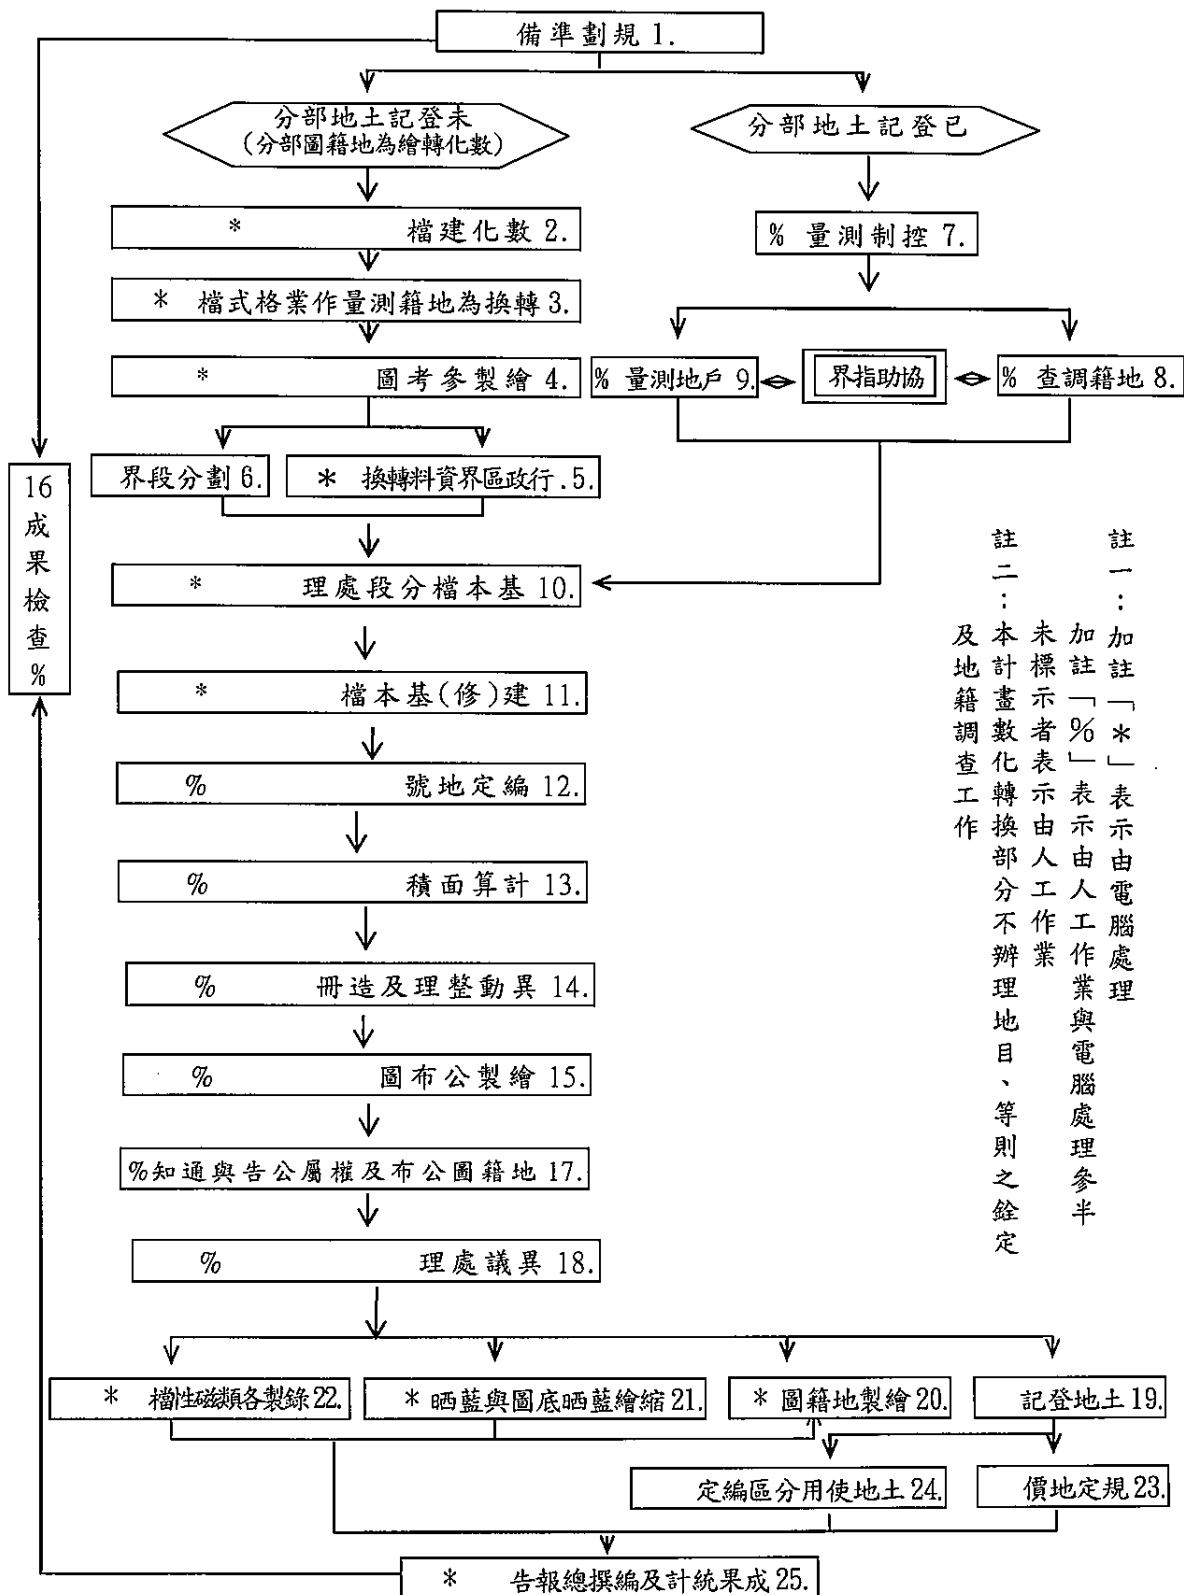 1. 規劃準備
未登記土地部分
(數化轉繪為地籍圖部分)
已登記土地部分
2. 數化建檔 *
3. 轉換為地籍測量作業格式檔 *
4. 繪製參考圖 *
5. 行政區界資料轉換 *
6. 劃分段界
7. 控制測量 %
8. 地籍調查 %
協助指界
9. 戶地測量 %
10. 基本檔分段處理 *
11. 建(修)基本檔 *
12. 編定地號 %
13. 計算面積 %
14. 異動整理及造冊 %
15. 繪製公布圖 %
16 成果檢查 %
17. 地籍圖公布及權屬公告與通知 %
18. 異議處理 %
19. 土地登記
20. 繪製地籍圖 *
21. 縮繪藍晒底圖與藍晒 *
22. 錄製各類磁性檔 *
23. 規定地價
24. 土地使用分區編定
25. 成果統計及編撰總報告 *
註一：加註「*」表示由電腦處理
加註「%」表示由人工作業與電腦處理參半
未標示者表示由人工作業
註二：本計畫數化轉換部分不辦理地目、等則之銓定
及地籍調查工作